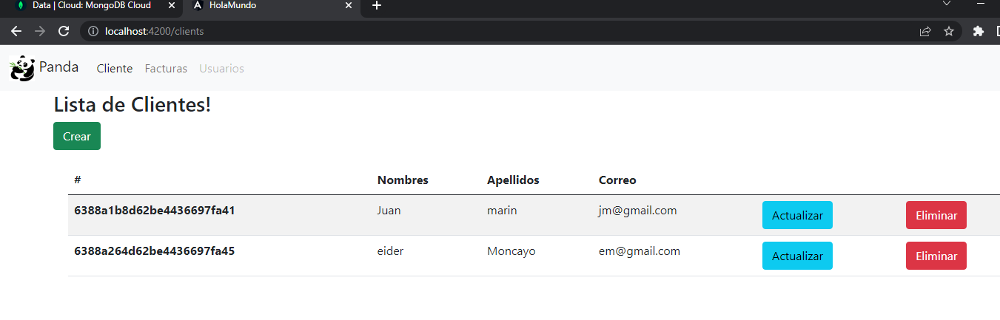 Data | Cloud: MongoDB Cloud HolaMundo
localhost:4200/clients
Panda Cliente Facturas Usuarios
Lista de Clientes!
Crear
# Nombres Apellidos Correo
6388a1b8d62be4436697fa41 Juan marin jm@gmail.com Actualizar Eliminar
6388a264d62be4436697fa45 eider Moncayo em@gmail.com Actualizar Eliminar